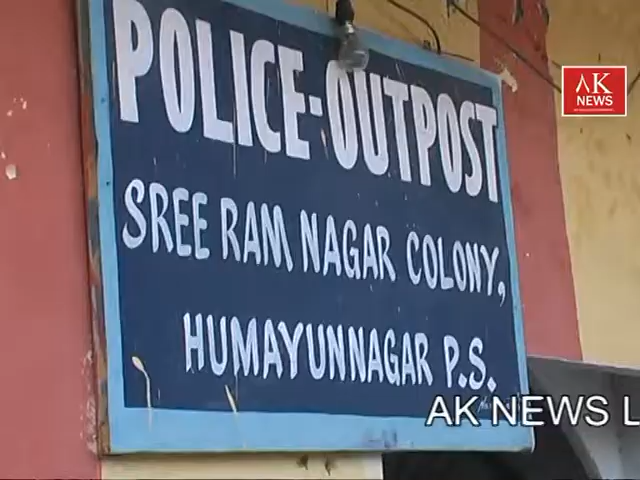 POLICE-OUTPOST
SREE RAM NAGAR COLONY,
HUMAYUNNAGAR P.S.
AK
NEWS
AK NEWS L